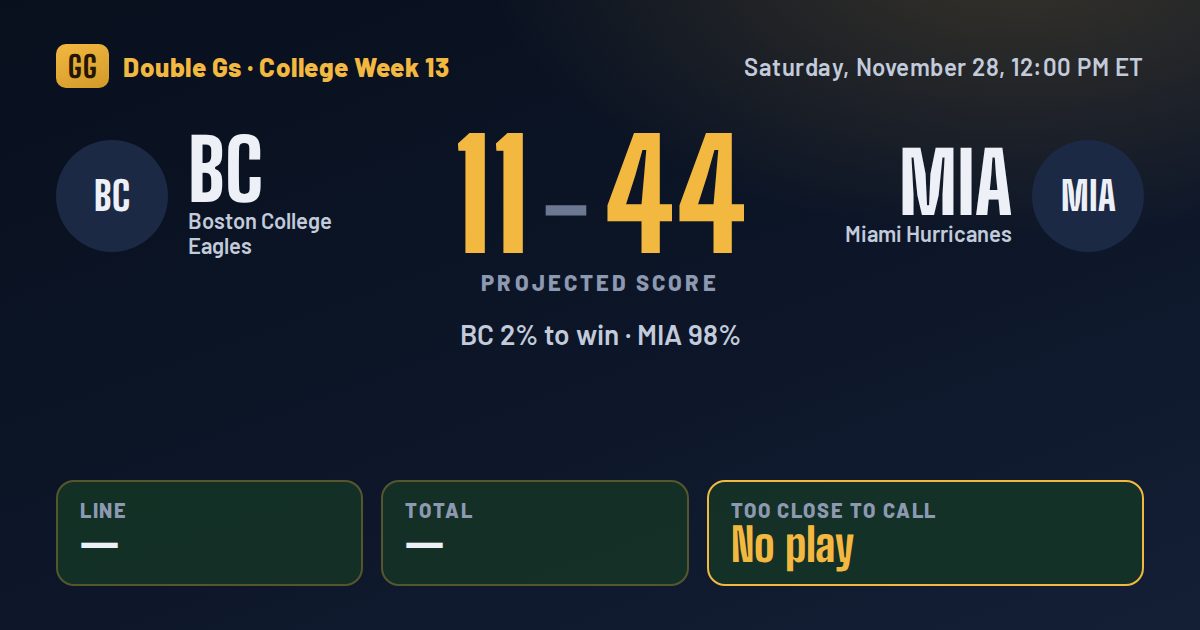 GG
Double Gs · College Week 13
Saturday, November 28, 12:00 PM ET
BC
BC
Boston College
Eagles
11 – 44
PROJECTED SCORE
BC 2% to win · MIA 98%
MIA
Miami Hurricanes
MIA
LINE
—
TOTAL
—
TOO CLOSE TO CALL
No play